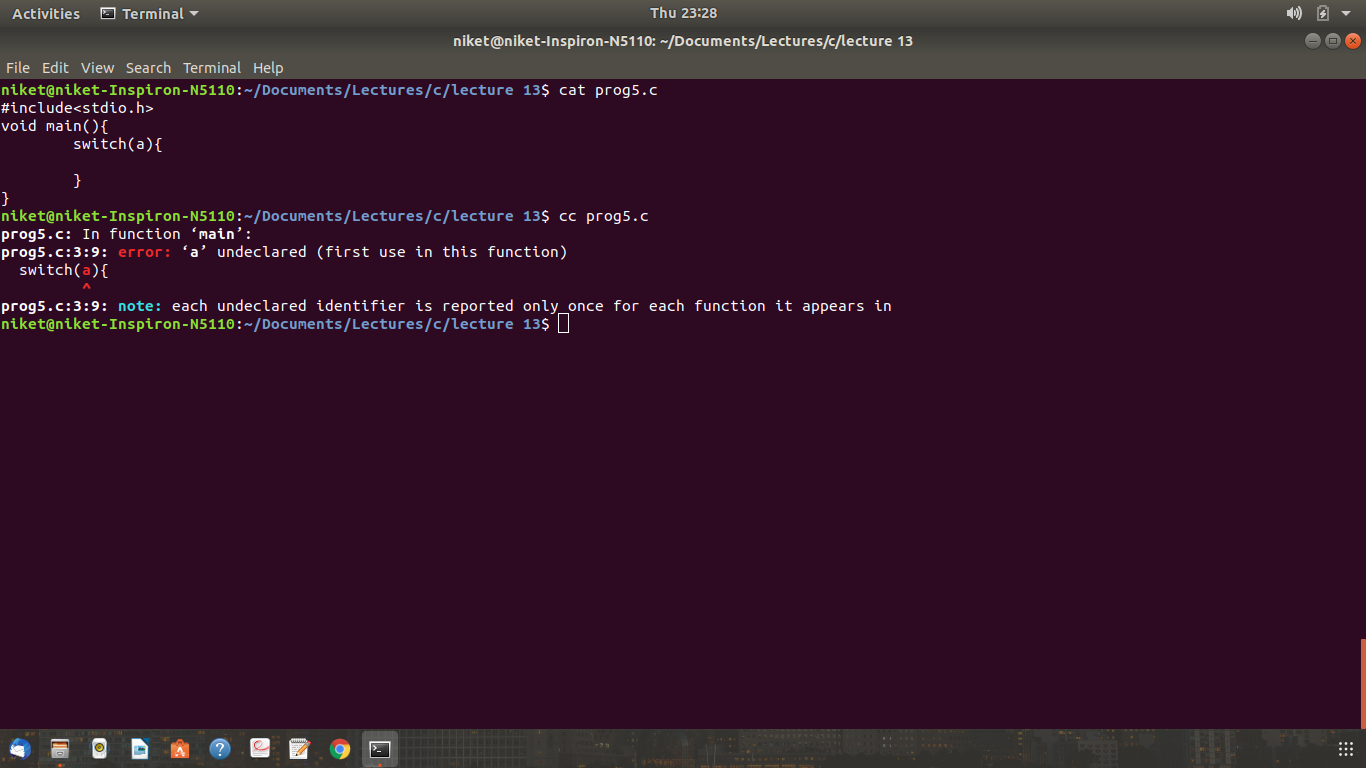 Activities Terminal Thu 23:28
niket@niket-Inspiron-N5110: ~/Documents/Lectures/c/lecture 13
File Edit View Search Terminal Help
niket@niket-Inspiron-N5110:~/Documents/Lectures/c/lecture 13$ cat prog5.c
#include<stdio.h>
void main(){
        switch(a){
        }
}
niket@niket-Inspiron-N5110:~/Documents/Lectures/c/lecture 13$ cc prog5.c
prog5.c: In function ‘main’:
prog5.c:3:9: error: ‘a’ undeclared (first use in this function)
  switch(a){
         ^
prog5.c:3:9: note: each undeclared identifier is reported only once for each function it appears in
niket@niket-Inspiron-N5110:~/Documents/Lectures/c/lecture 13$